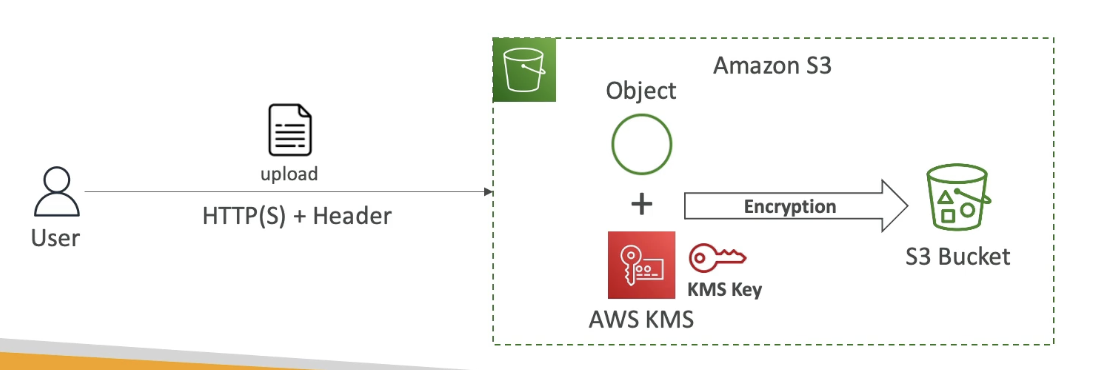 Amazon S3
Object
upload
HTTP(S) + Header
User
+
Encryption
S3 Bucket
KMS Key
AWS KMS